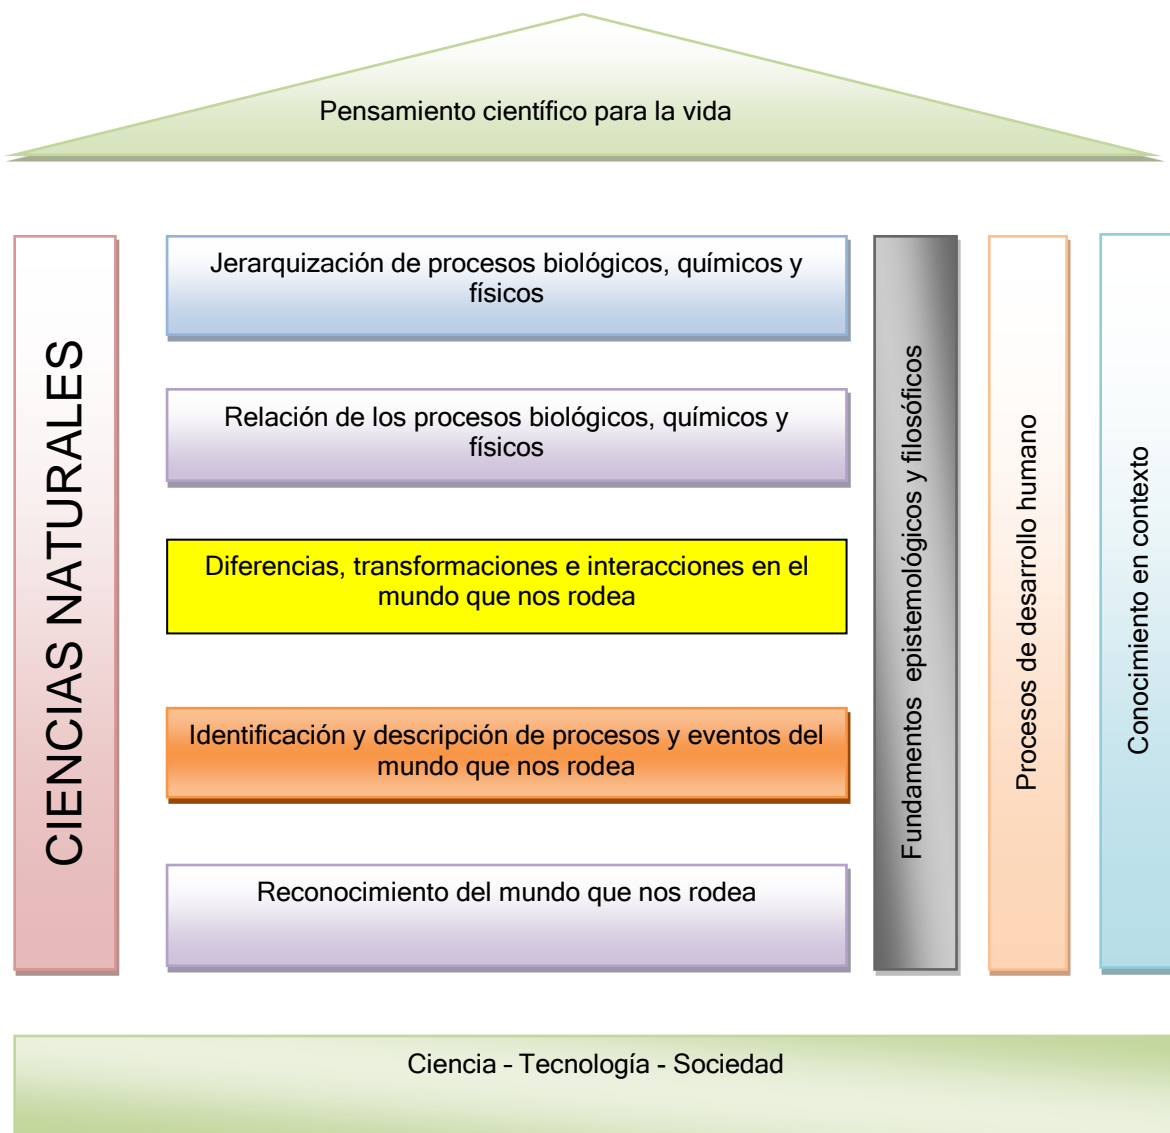 Pensamiento científico para la vida
CIENCIAS NATURALES
Jerarquización de procesos biológicos, químicos y
físicos
Relación de los procesos biológicos, químicos y
físicos
Diferencias, transformaciones e interacciones en el
mundo que nos rodea
Identificación y descripción de procesos y eventos del
mundo que nos rodea
Reconocimiento del mundo que nos rodea
Fundamentos epistemológicos y filosóficos
Procesos de desarrollo humano
Conocimiento en contexto
Ciencia - Tecnología - Sociedad